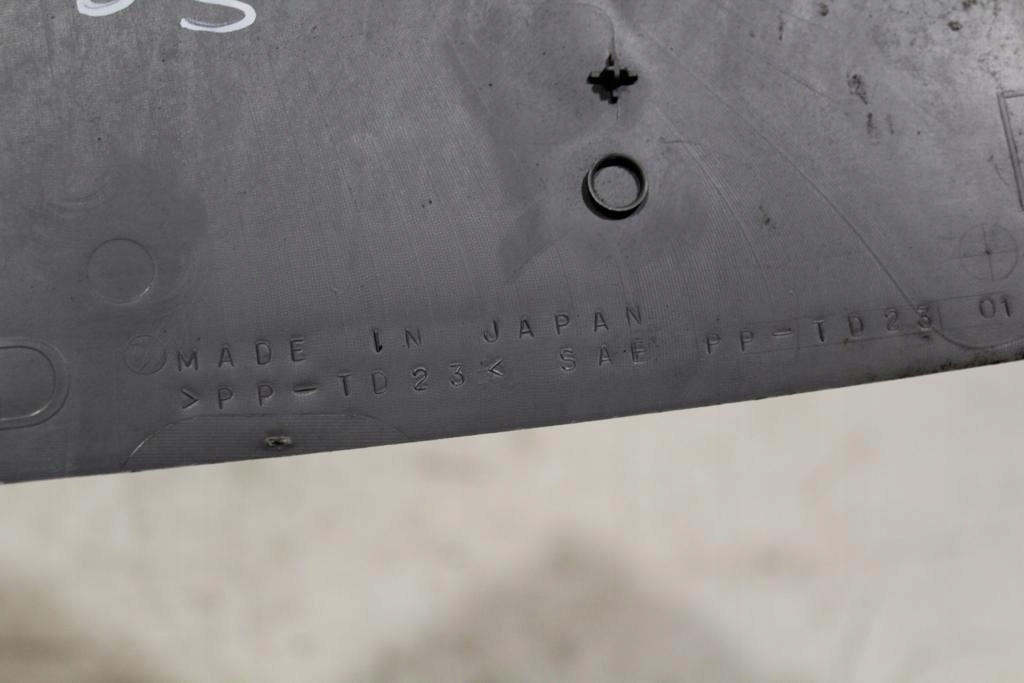 MADE IN JAPAN
>PP-TD23< SAE PP-TD23 01